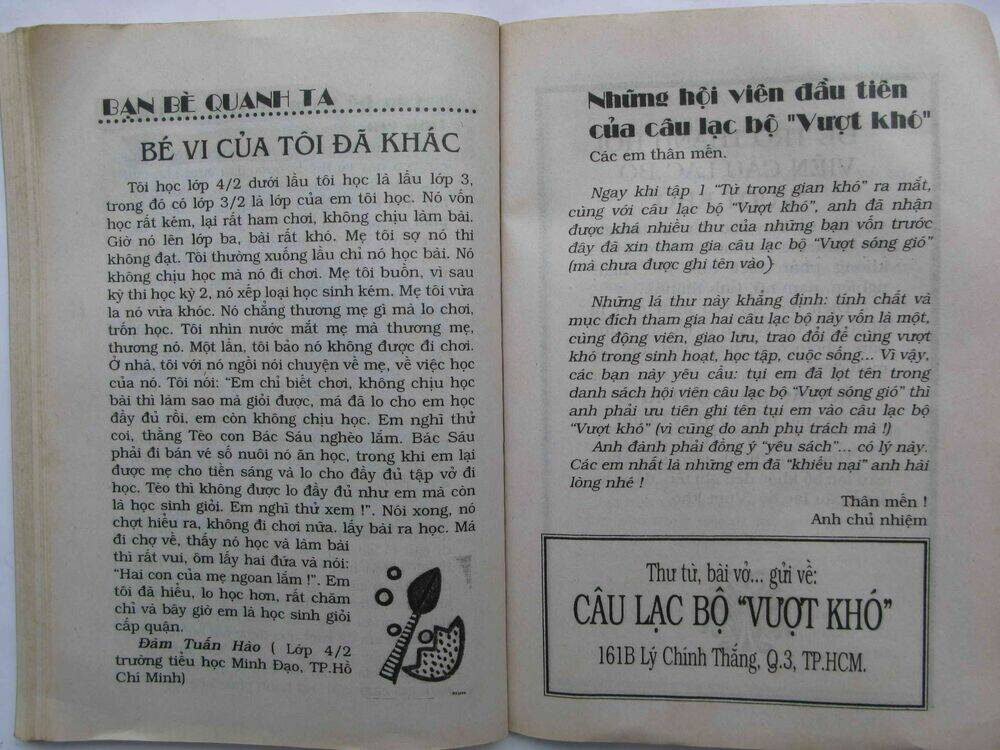 BẠN BÈ QUANH TA
BÉ VI CỦA TÔI ĐÃ KHÁC
Tôi học lớp 4/2 dưới lầu tôi học là lầu lớp 3,
trong đó có lớp 3/2 là lớp của em tôi học. Nó vốn
học rất kém, lại rất ham chơi, không chịu làm bài.
Giờ nó lên lớp ba, bài rất khó. Mẹ tôi sợ nó thi
không đạt. Tôi thường xuống lầu chỉ nó học bài. Nó
không chịu học mà nó đi chơi. Mẹ tôi buồn, vì sau
kỳ thi học kỳ 2, nó xếp loại học sinh kém. Mẹ tôi vừa
la nó vừa khóc. Nó chẳng thương mẹ gì mà lo chơi,
trốn học. Tôi nhìn nước mắt mẹ mà thương mẹ,
thương nó. Một lần, tôi bảo nó không được đi chơi.
Ở nhà, tôi với nó ngồi nói chuyện về mẹ, về việc học
của nó. Tôi nói: "Em chỉ biết chơi, không chịu học
bài thì làm sao mà giỏi được, má đã lo cho em học
đầy đủ rồi, em còn không chịu học. Em nghĩ thử
coi, thằng Tèo con Bác Sáu nghèo lắm. Bác Sáu
phải đi bán vé số nuôi nó ăn học, trong khi em lại
được mẹ cho tiền sáng và lo cho đầy đủ tập vở đi
học. Tèo thì không được lo đầy đủ như em mà còn
là học sinh giỏi. Em nghĩ thử xem !". Nói xong, nó
chợt hiểu ra, không đi chơi nữa. lấy bài ra học. Má
đi chợ về, thấy nó học và làm bài
thì rất vui, ôm lấy hai đứa và nói:
"Hai con của mẹ ngoan lắm !". Em
tôi đã hiểu, lo học hơn, rất chăm
chỉ và bây giờ em là học sinh giỏi
cấp quận.
Đàm Tuấn Hào ( Lớp 4/2
trường tiểu học Minh Đạo, TP.Hồ
Chí Minh)
Những hội viên đầu tiên
của câu lạc bộ "Vượt khó"
Các em thân mến.
Ngay khi tập 1 "Từ trong gian khó" ra mắt,
cùng với câu lạc bộ "Vượt khó", anh đã nhận
được khá nhiều thư của những bạn vốn trước
đây đã xin tham gia câu lạc bộ "Vượt sóng gió"
(mà chưa được ghi tên vào)
Những lá thư này khẳng định: tính chất và
mục đích tham gia hai câu lạc bộ này vốn là một,
cùng động viên, giao lưu, trao đổi để cùng vượt
khó trong sinh hoạt, học tập, cuộc sống... Vì vậy,
các bạn này yêu cầu: tụi em đã lọt tên trong
danh sách hội viên câu lạc bộ "Vượt sóng gió" thì
anh phải ưu tiên ghi tên tụi em vào câu lạc bộ
"Vượt khó" (vì cũng do anh phụ trách mà !)
Anh đành phải đồng ý "yêu sách"... có lý này.
Các em nhất là những em đã "khiếu nại" anh hài
lòng nhé !
Thân mến !
Anh chủ nhiệm
Thư từ, bài vở... gửi về:
CÂU LẠC BỘ "VƯỢT KHÓ"
161B Lý Chính Thắng, Q.3, TP.HCM.